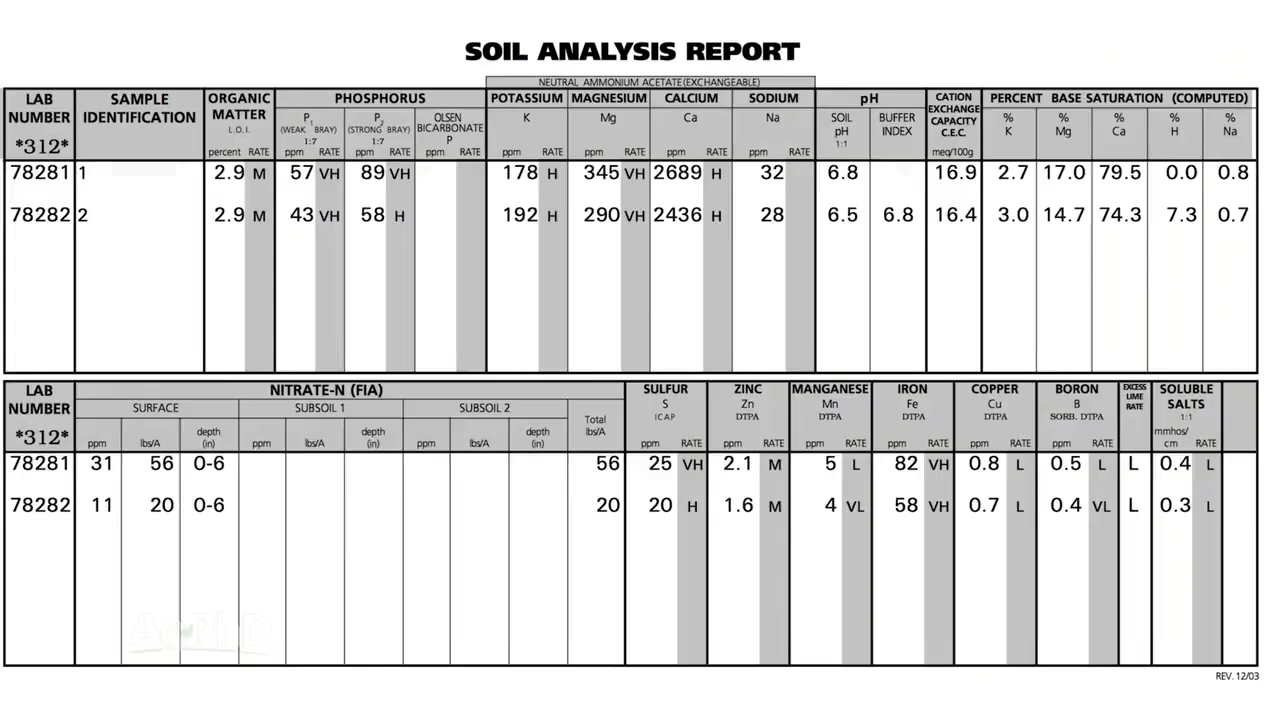 SOIL ANALYSIS REPORT
NEUTRAL AMMONIUM ACETATE (EXCHANGEABLE)
LAB NUMBER *312* SAMPLE IDENTIFICATION ORGANIC MATTER L.O.I. percent RATE PHOSPHORUS P1 (WEAK BRAY) 1:7 ppm RATE P2 (STRONG BRAY) 1:7 ppm RATE OLSEN BICARBONATE P ppm RATE POTASSIUM K ppm RATE MAGNESIUM Mg ppm RATE CALCIUM Ca ppm RATE SODIUM Na ppm RATE pH SOIL pH 1:1 BUFFER INDEX CATION EXCHANGE CAPACITY C.E.C. meq/100g PERCENT BASE SATURATION (COMPUTED) % K % Mg % Ca % H % Na
78281 1 2.9 M 57 VH 89 VH 178 H 345 VH 2689 H 32 6.8 16.9 2.7 17.0 79.5 0.0 0.8
78282 2 2.9 M 43 VH 58 H 192 H 290 VH 2436 H 28 6.5 6.8 16.4 3.0 14.7 74.3 7.3 0.7
LAB NUMBER *312* NITRATE-N (FIA) SURFACE ppm lbs/A depth (in) SUBSOIL 1 ppm lbs/A depth (in) SUBSOIL 2 ppm lbs/A depth (in) Total lbs/A SULFUR S ICAP ppm RATE ZINC Zn DTPA ppm RATE MANGANESE Mn DTPA ppm RATE IRON Fe DTPA ppm RATE COPPER Cu DTPA ppm RATE BORON B SORB. DTPA ppm RATE EXCESS LIME RATE SOLUBLE SALTS 1:1 mmhos/ cm RATE
78281 31 56 0-6 56 25 VH 2.1 M 5 L 82 VH 0.8 L 0.5 L L 0.4 L
78282 11 20 0-6 20 20 H 1.6 M 4 VL 58 VH 0.7 L 0.4 VL L 0.3 L
Ag PhD
REV. 12/03